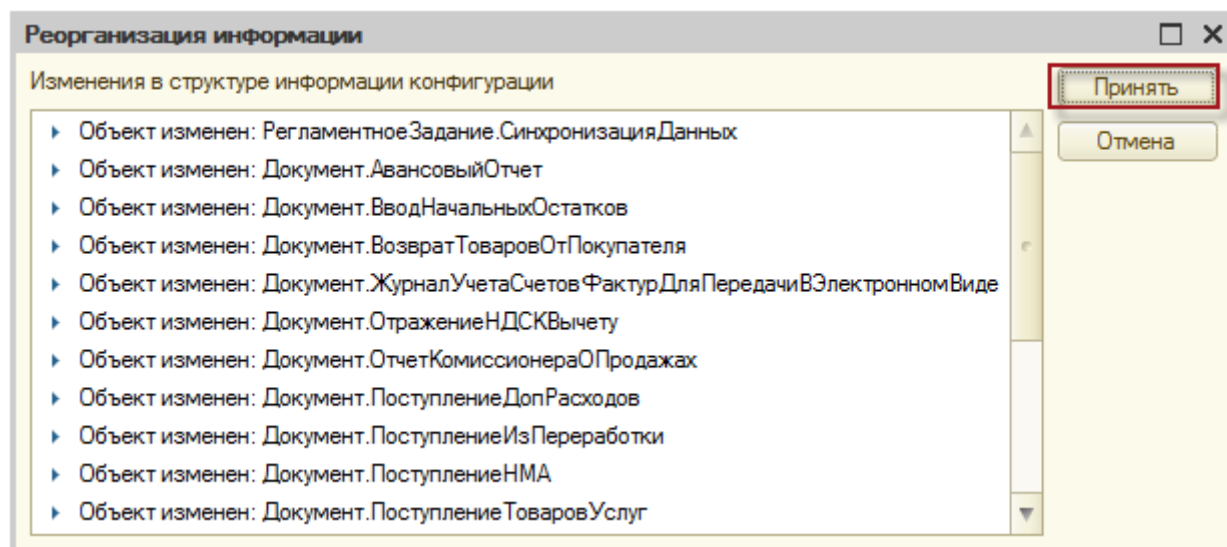 Реорганизация информации
Изменения в структуре информации конфигурации
Принять
Объект изменен: РегламентноеЗадание.СинхронизацияДанных
Отмена
Объект изменен: Документ.АвансовыйОтчет
Объект изменен: Документ.ВводНачальныхОстатков
Объект изменен: Документ.ВозвратТоваровОтПокупателя
Объект изменен: Документ.ЖурналУчетаСчетовФактурДляПередачиВЭлектронномВиде
Объект изменен: Документ.ОтражениеНДСКВычету
Объект изменен: Документ.ОтчетКомиссионераОПродажах
Объект изменен: Документ.ПоступлениеДопРасходов
Объект изменен: Документ.ПоступлениеИзПереработки
Объект изменен: Документ.ПоступлениеНМА
Объект изменен: Документ.ПоступлениеТоваровУслуг